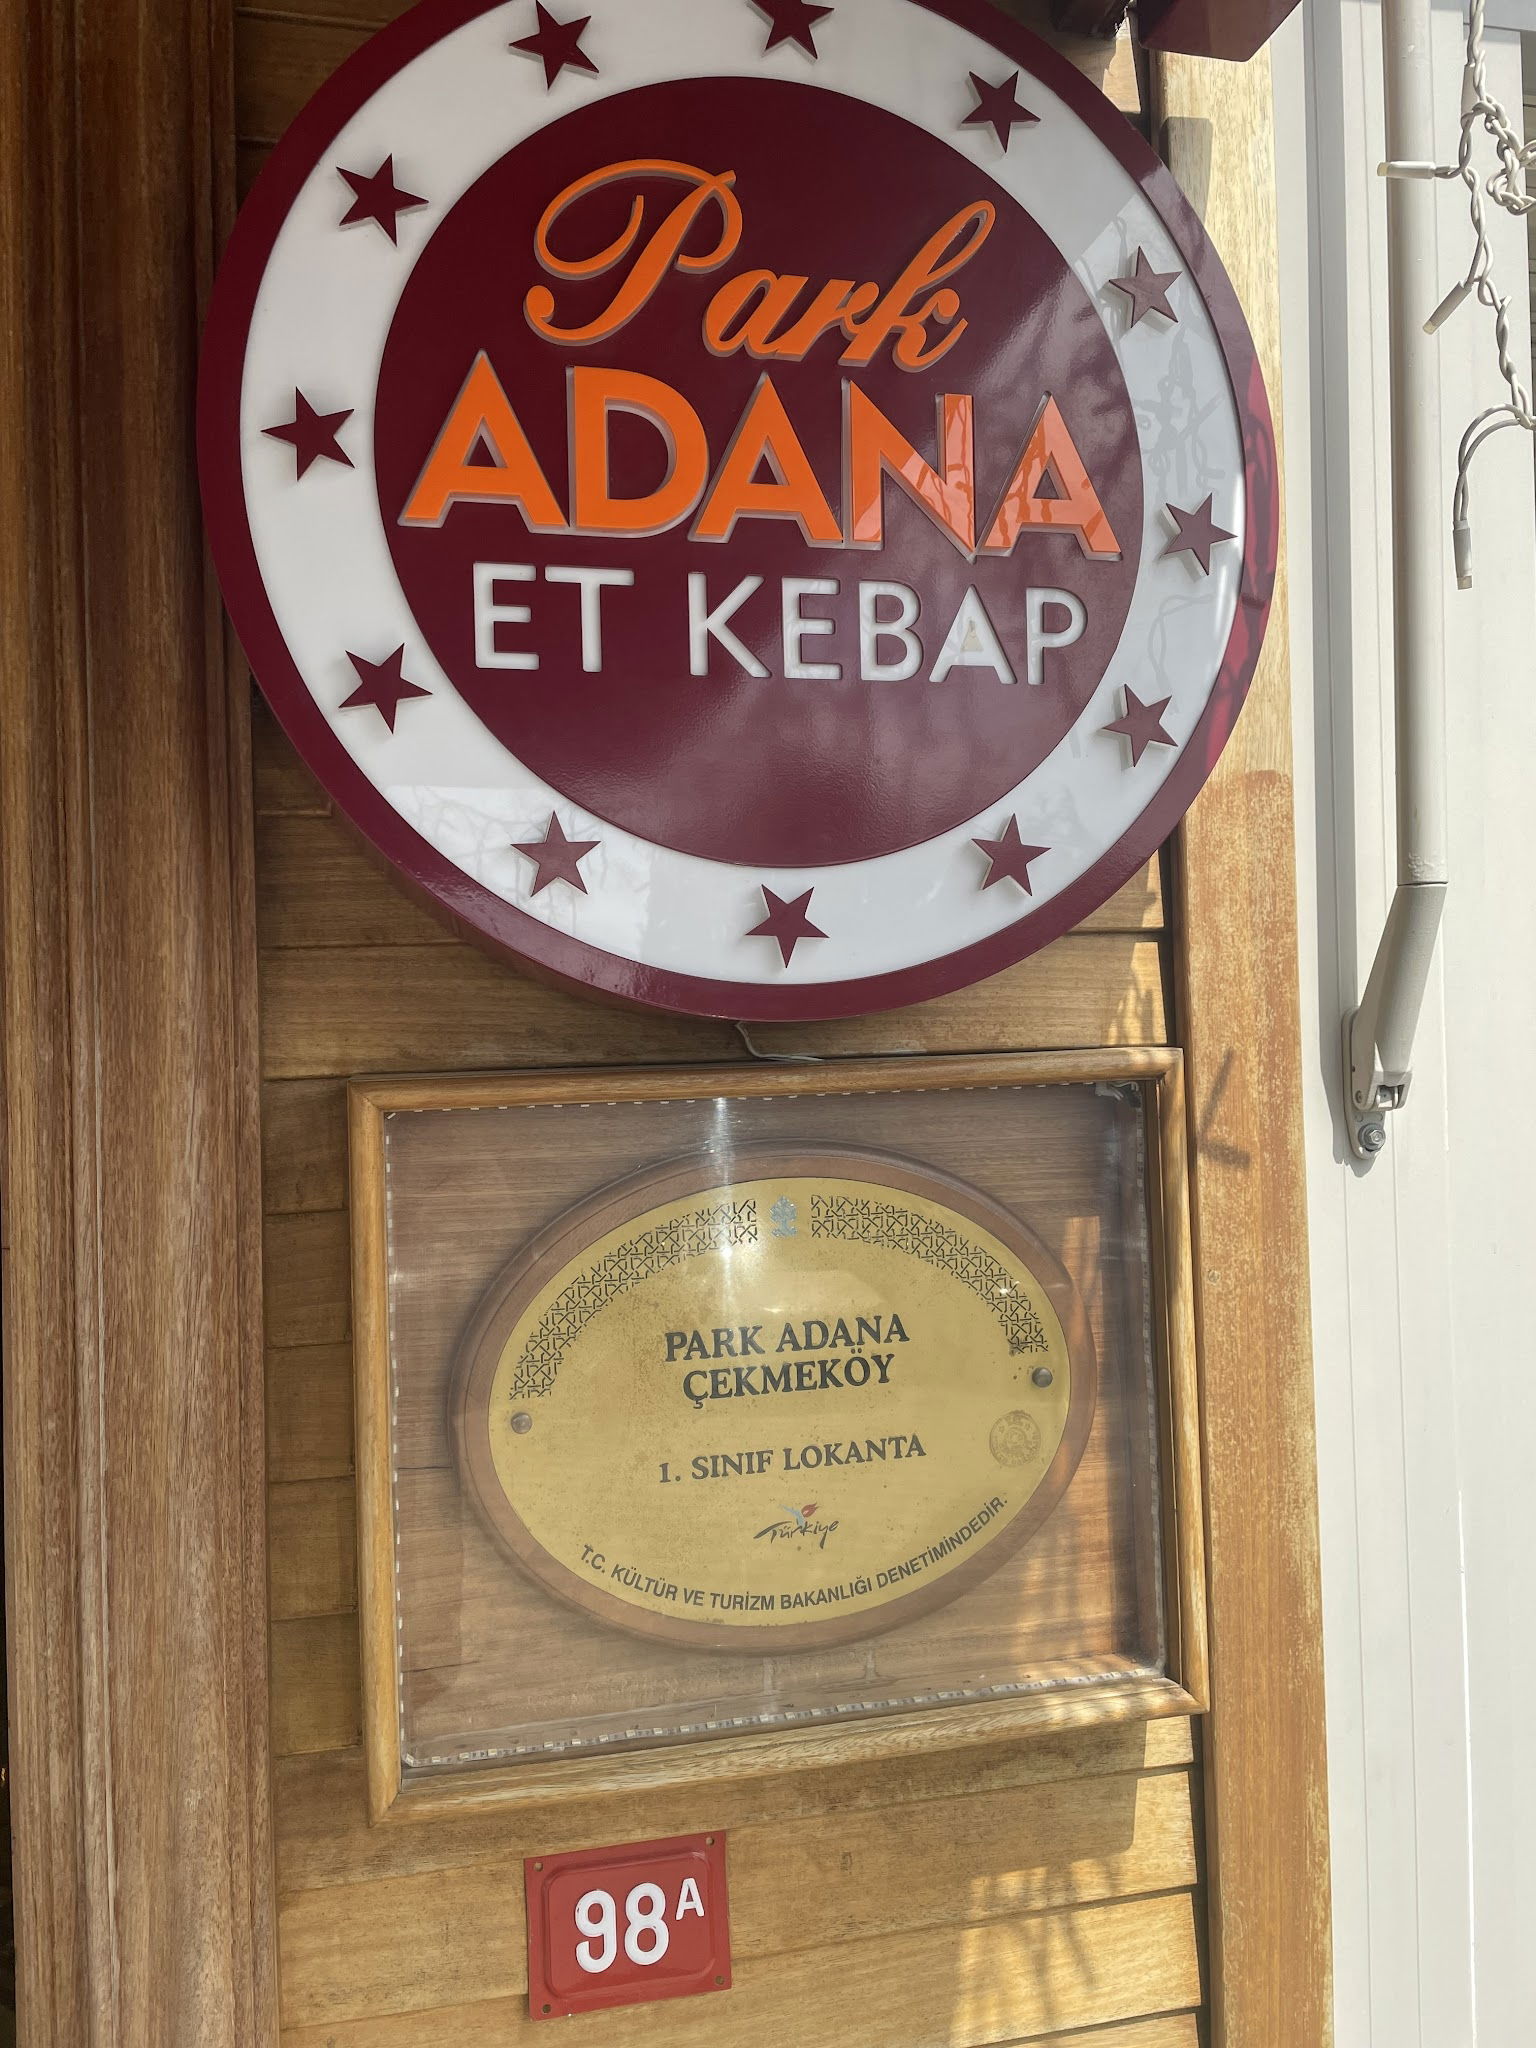 Park
ADANA
ET KEBAP
PARK ADANA
ÇEKMEKÖY
1. SINIF LOKANTA
Türkiye
T.C. KÜLTÜR VE TURİZM BAKANLIĞI DENETİMİNDEDİR.
98A